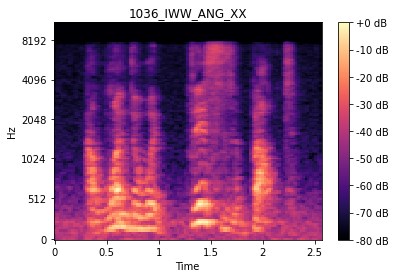 1036_IWW_ANG_XX
+0 dB
8192
-10 dB
4096
-20 dB
-30 dB
2048
-40 dB
Hz
1024
-50 dB
512
-60 dB
-70 dB
0
-80 dB
0 0.5 1 1.5 2 2.5
Time